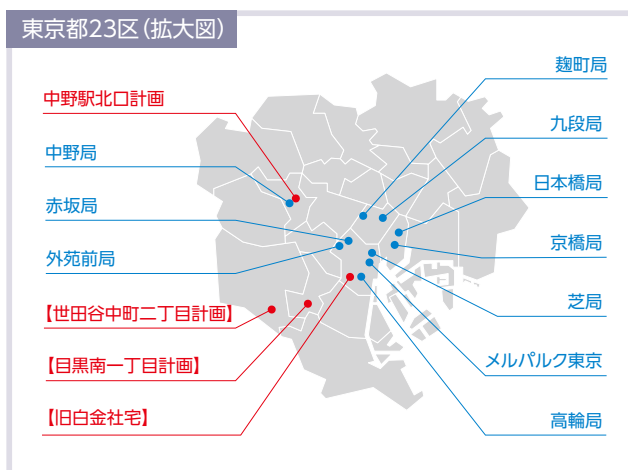 東京都23区（拡大図）
中野駅北口計画
中野局
赤坂局
外苑前局
【世田谷中町二丁目計画】
【目黒南一丁目計画】
【旧白金社宅】
麴町局
九段局
日本橋局
京橋局
芝局
メルパルク東京
高輪局